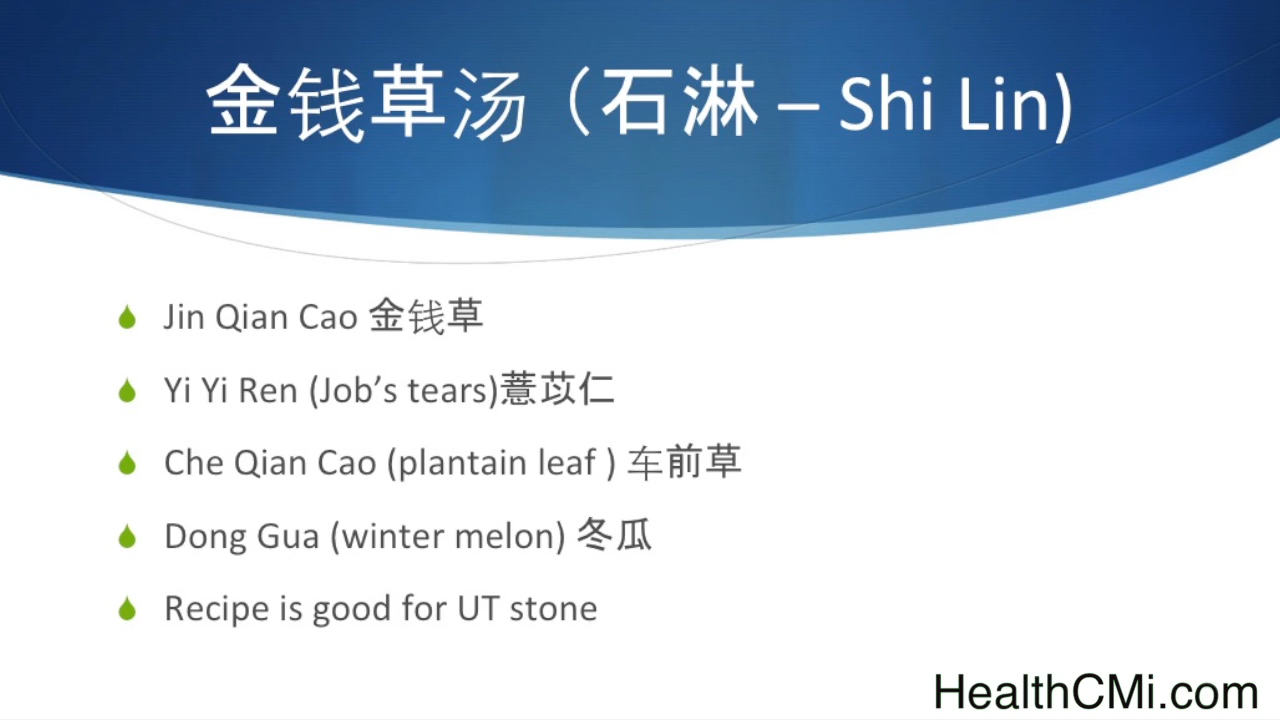 金钱草汤（石淋 – Shi Lin)
Jin Qian Cao 金钱草
Yi Yi Ren (Job’s tears)薏苡仁
Che Qian Cao (plantain leaf ) 车前草
Dong Gua (winter melon) 冬瓜
Recipe is good for UT stone
HealthCMi.com